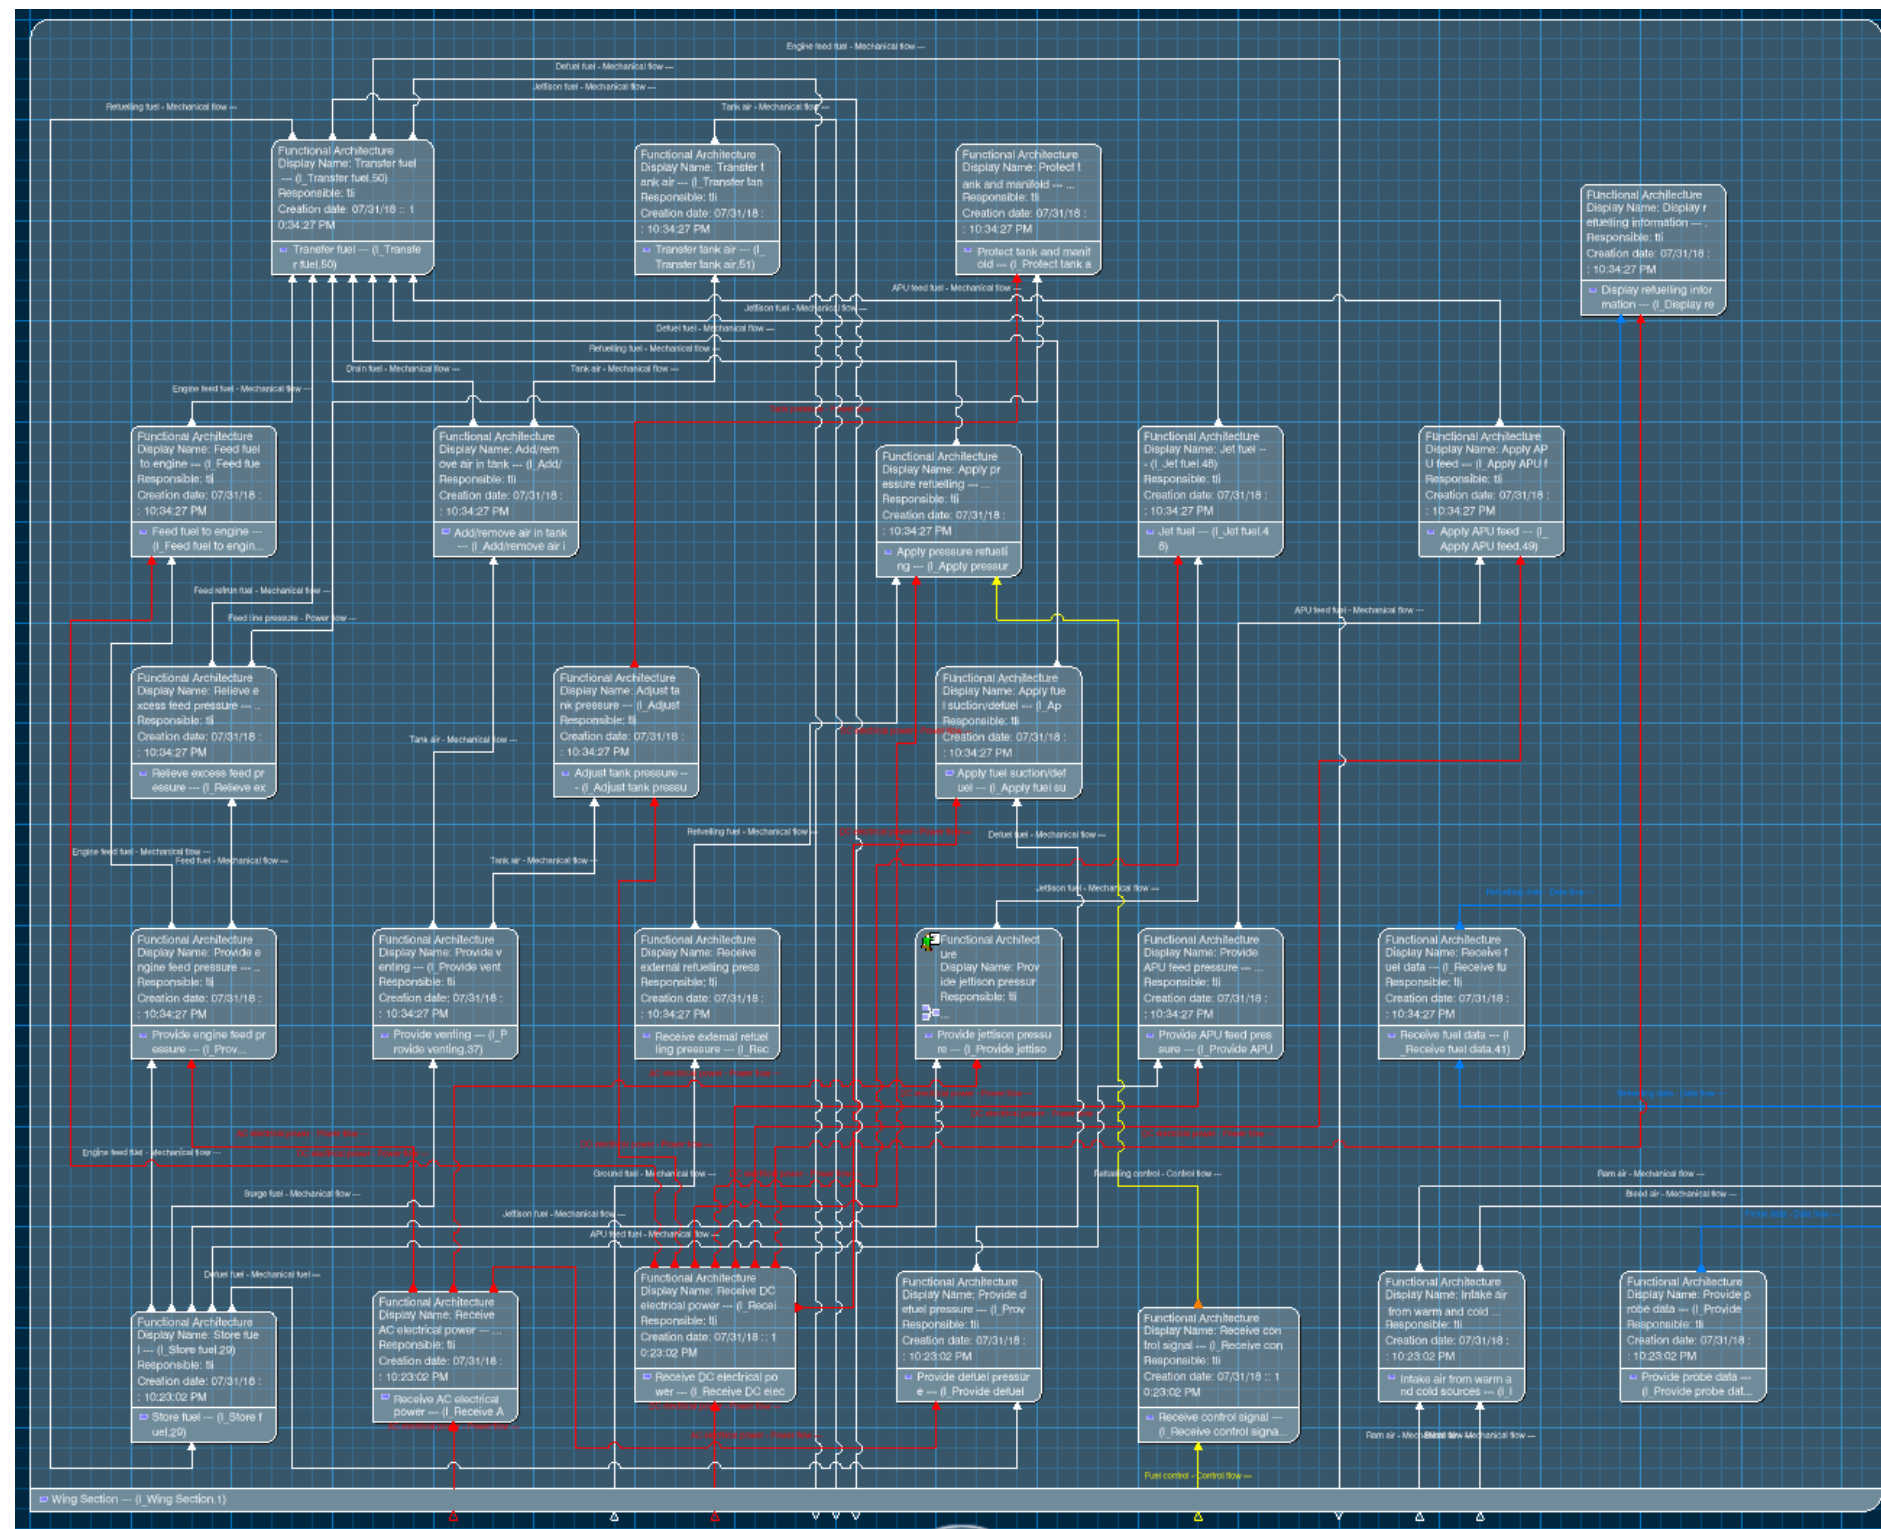 Engine feed fuel - Mechanical flow ---
Defuel fuel - Mechanical flow ---
Jettison fuel - Mechanical flow ---
Refuelling fuel - Mechanical flow ---
Tank air - Mechanical flow ---
Functional Architecture
Display Name: Transfer fuel
--- (I_Transfer fuel.50)
Responsible: tli
Creation date: 07/31/18 :: 1
0:34:27 PM
Transfer fuel --- (I_Transfe
r fuel.50)
Functional Architecture
Display Name: Transfer t
ank air --- (I_Transfer tan
Responsible: tli
Creation date: 07/31/18 :
: 10:34:27 PM
Transfer tank air --- (I_
Transfer tank air.51)
Functional Architecture
Display Name: Protect t
ank and manifold --- ...
Responsible: tli
Creation date: 07/31/18 :
: 10:34:27 PM
Protect tank and manif
old --- (I_Protect tank a
Functional Architecture
Display Name: Display r
efuelling information --- .
Responsible: tli
Creation date: 07/31/18 :
: 10:34:27 PM
Display refuelling infor
mation --- (I_Display re
APU feed fuel - Mechanical flow ---
Jettison fuel - Mechanical flow ---
Defuel fuel - Mechanical flow ---
Refuelling fuel - Mechanical flow ---
Drain fuel - Mechanical flow ---
Tank air - Mechanical flow ---
Engine feed fuel - Mechanical flow ---
Functional Architecture
Display Name: Feed fuel
to engine --- (I_Feed fue
Responsible: tli
Creation date: 07/31/18 :
: 10:34:27 PM
Feed fuel to engine ---
(I_Feed fuel to engin...
Functional Architecture
Display Name: Add/rem
ove air in tank --- (I_Add/
Responsible: tli
Creation date: 07/31/18 :
: 10:34:27 PM
Add/remove air in tank
--- (I_Add/remove air i
Functional Architecture
Display Name: Apply pr
essure refuelling --- ...
Responsible: tli
Creation date: 07/31/18 :
: 10:34:27 PM
Apply pressure refuelli
ng --- (I_Apply pressur
Functional Architecture
Display Name: Jet fuel --
- (I_Jet fuel.48)
Responsible: tli
Creation date: 07/31/18 :
: 10:34:27 PM
Jet fuel --- (I_Jet fuel.4
8)
Functional Architecture
Display Name: Apply AP
U feed --- (I_Apply APU f
Responsible: tli
Creation date: 07/31/18 :
: 10:34:27 PM
Apply APU feed --- (I_
Apply APU feed.49)
Feed retrun fuel - Mechanical flow ---
Feed line pressure - Power flow ---
APU feed fuel - Mechanical flow ---
Functional Architecture
Display Name: Relieve e
xcess feed pressure --- ..
Responsible: tli
Creation date: 07/31/18 :
: 10:34:27 PM
Relieve excess feed pr
essure --- (I_Relieve ex
Functional Architecture
Display Name: Adjust ta
nk pressure --- (I_Adjust
Responsible: tli
Creation date: 07/31/18 :
: 10:34:27 PM
Adjust tank pressure --
- (I_Adjust tank pressu
Functional Architecture
Display Name: Apply fue
l suction/defuel --- (I_Ap
Responsible: tli
Creation date: 07/31/18 :
: 10:34:27 PM
Apply fuel suction/def
uel --- (I_Apply fuel su
Tank air - Mechanical flow ---
Refuelling fuel - Mechanical flow ---
Defuel fuel - Mechanical flow ---
Engine feed fuel - Mechanical flow ---
Feed fuel - Mechanical flow ---
Tank air - Mechanical flow ---
Jettison fuel - Mechanical flow ---
Refuelling data - Data flow ---
Functional Architecture
Display Name: Provide e
ngine feed pressure --- ..
Responsible: tli
Creation date: 07/31/18 :
: 10:34:27 PM
Provide engine feed pr
essure --- (I_Prov...
Functional Architecture
Display Name: Provide v
enting --- (I_Provide vent
Responsible: tli
Creation date: 07/31/18 :
: 10:34:27 PM
Provide venting --- (I_P
rovide venting.37)
Functional Architecture
Display Name: Receive
external refuelling press
Responsible: tli
Creation date: 07/31/18 :
: 10:34:27 PM
Receive external refuel
ling pressure --- (I_Rec
Functional Architect
ure
Display Name: Prov
ide jettison pressur
Responsible: tli
...
Provide jettison pressu
re --- (I_Provide jettiso
Functional Architecture
Display Name: Provide
APU feed pressure --- ...
Responsible: tli
Creation date: 07/31/18 :
: 10:34:27 PM
Provide APU feed pres
sure --- (I_Provide APU
Functional Architecture
Display Name: Receive f
uel data --- (I_Receive fu
Responsible: tli
Creation date: 07/31/18 :
: 10:34:27 PM
Receive fuel data --- (I
_Receive fuel data.41)
Refuelling data - Data flow ---
Engine feed fuel - Mechanical flow ---
Ground fuel - Mechanical flow ---
Refuelling control - Control flow ---
Ram air - Mechanical flow ---
Surge fuel - Mechanical flow ---
Bleed air - Mechanical flow ---
Jettison fuel - Mechanical flow ---
Probe data - Data flow ---
APU feed fuel - Mechanical flow ---
Defuel fuel - Mechanical fuel ---
Functional Architecture
Display Name: Store fue
l --- (I_Store fuel.29)
Responsible: tli
Creation date: 07/31/18 :
: 10:23:02 PM
Store fuel --- (I_Store f
uel.29)
Functional Architecture
Display Name: Receive
AC electrical power --- ...
Responsible: tli
Creation date: 07/31/18 :
: 10:23:02 PM
Receive AC electrical
power --- (I_Receive A
Functional Architecture
Display Name: Receive DC
electrical power --- (I_Recei
Responsible: tli
Creation date: 07/31/18 :: 1
0:23:02 PM
Receive DC electrical po
wer --- (I_Receive DC elec
Functional Architecture
Display Name: Provide d
efuel pressure --- (I_Prov
Responsible: tli
Creation date: 07/31/18 :
: 10:23:02 PM
Provide defuel pressur
e --- (I_Provide defuel
Functional Architecture
Display Name: Receive con
trol signal --- (I_Receive con
Responsible: tli
Creation date: 07/31/18 :: 1
0:23:02 PM
Receive control signal ---
(I_Receive control signa...
Functional Architecture
Display Name: Intake air
from warm and cold ...
Responsible: tli
Creation date: 07/31/18 :
: 10:23:02 PM
Intake air from warm a
nd cold sources --- (I_I
Functional Architecture
Display Name: Provide p
robe data --- (I_Provide
Responsible: tli
Creation date: 07/31/18 :
: 10:23:02 PM
Provide probe data ---
(I_Provide probe dat...
Ram air - Mechanical flow ---
Mechanical flow ---
Fuel control - Control flow ---
Wing Section --- (I_Wing Section.1)